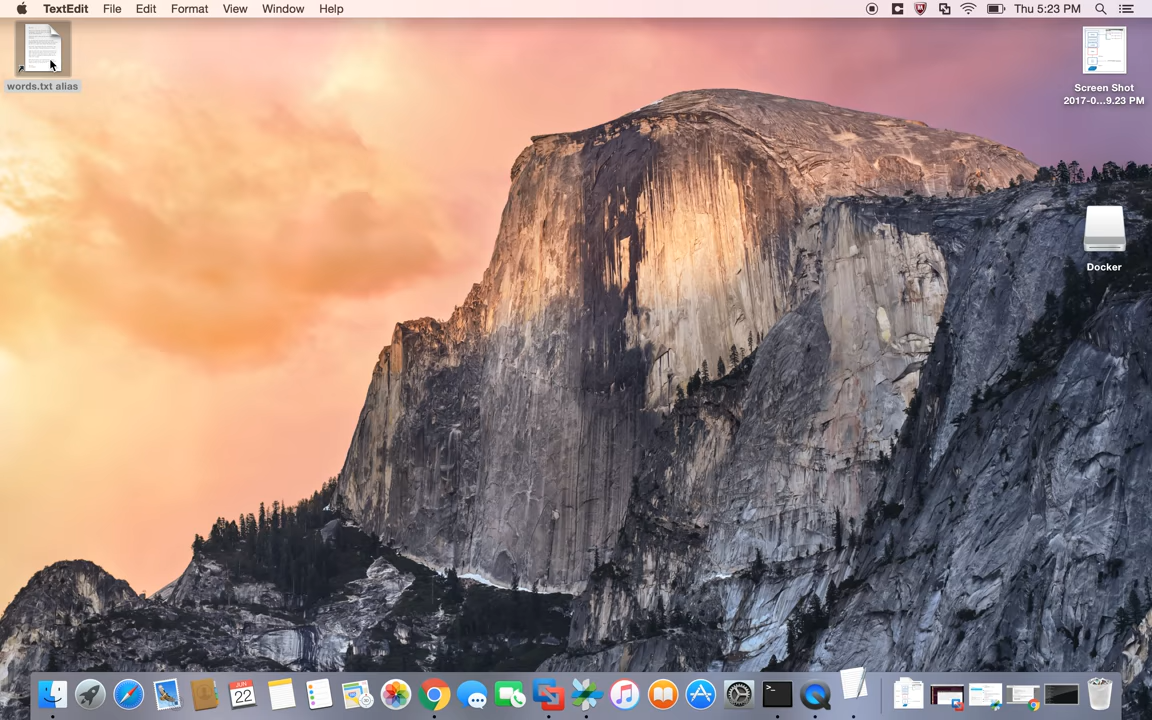 TextEdit File Edit Format View Window Help Thu 5:23 PM
words.txt alias
Screen Shot
2017-0...9.23 PM
Docker
JUN
22